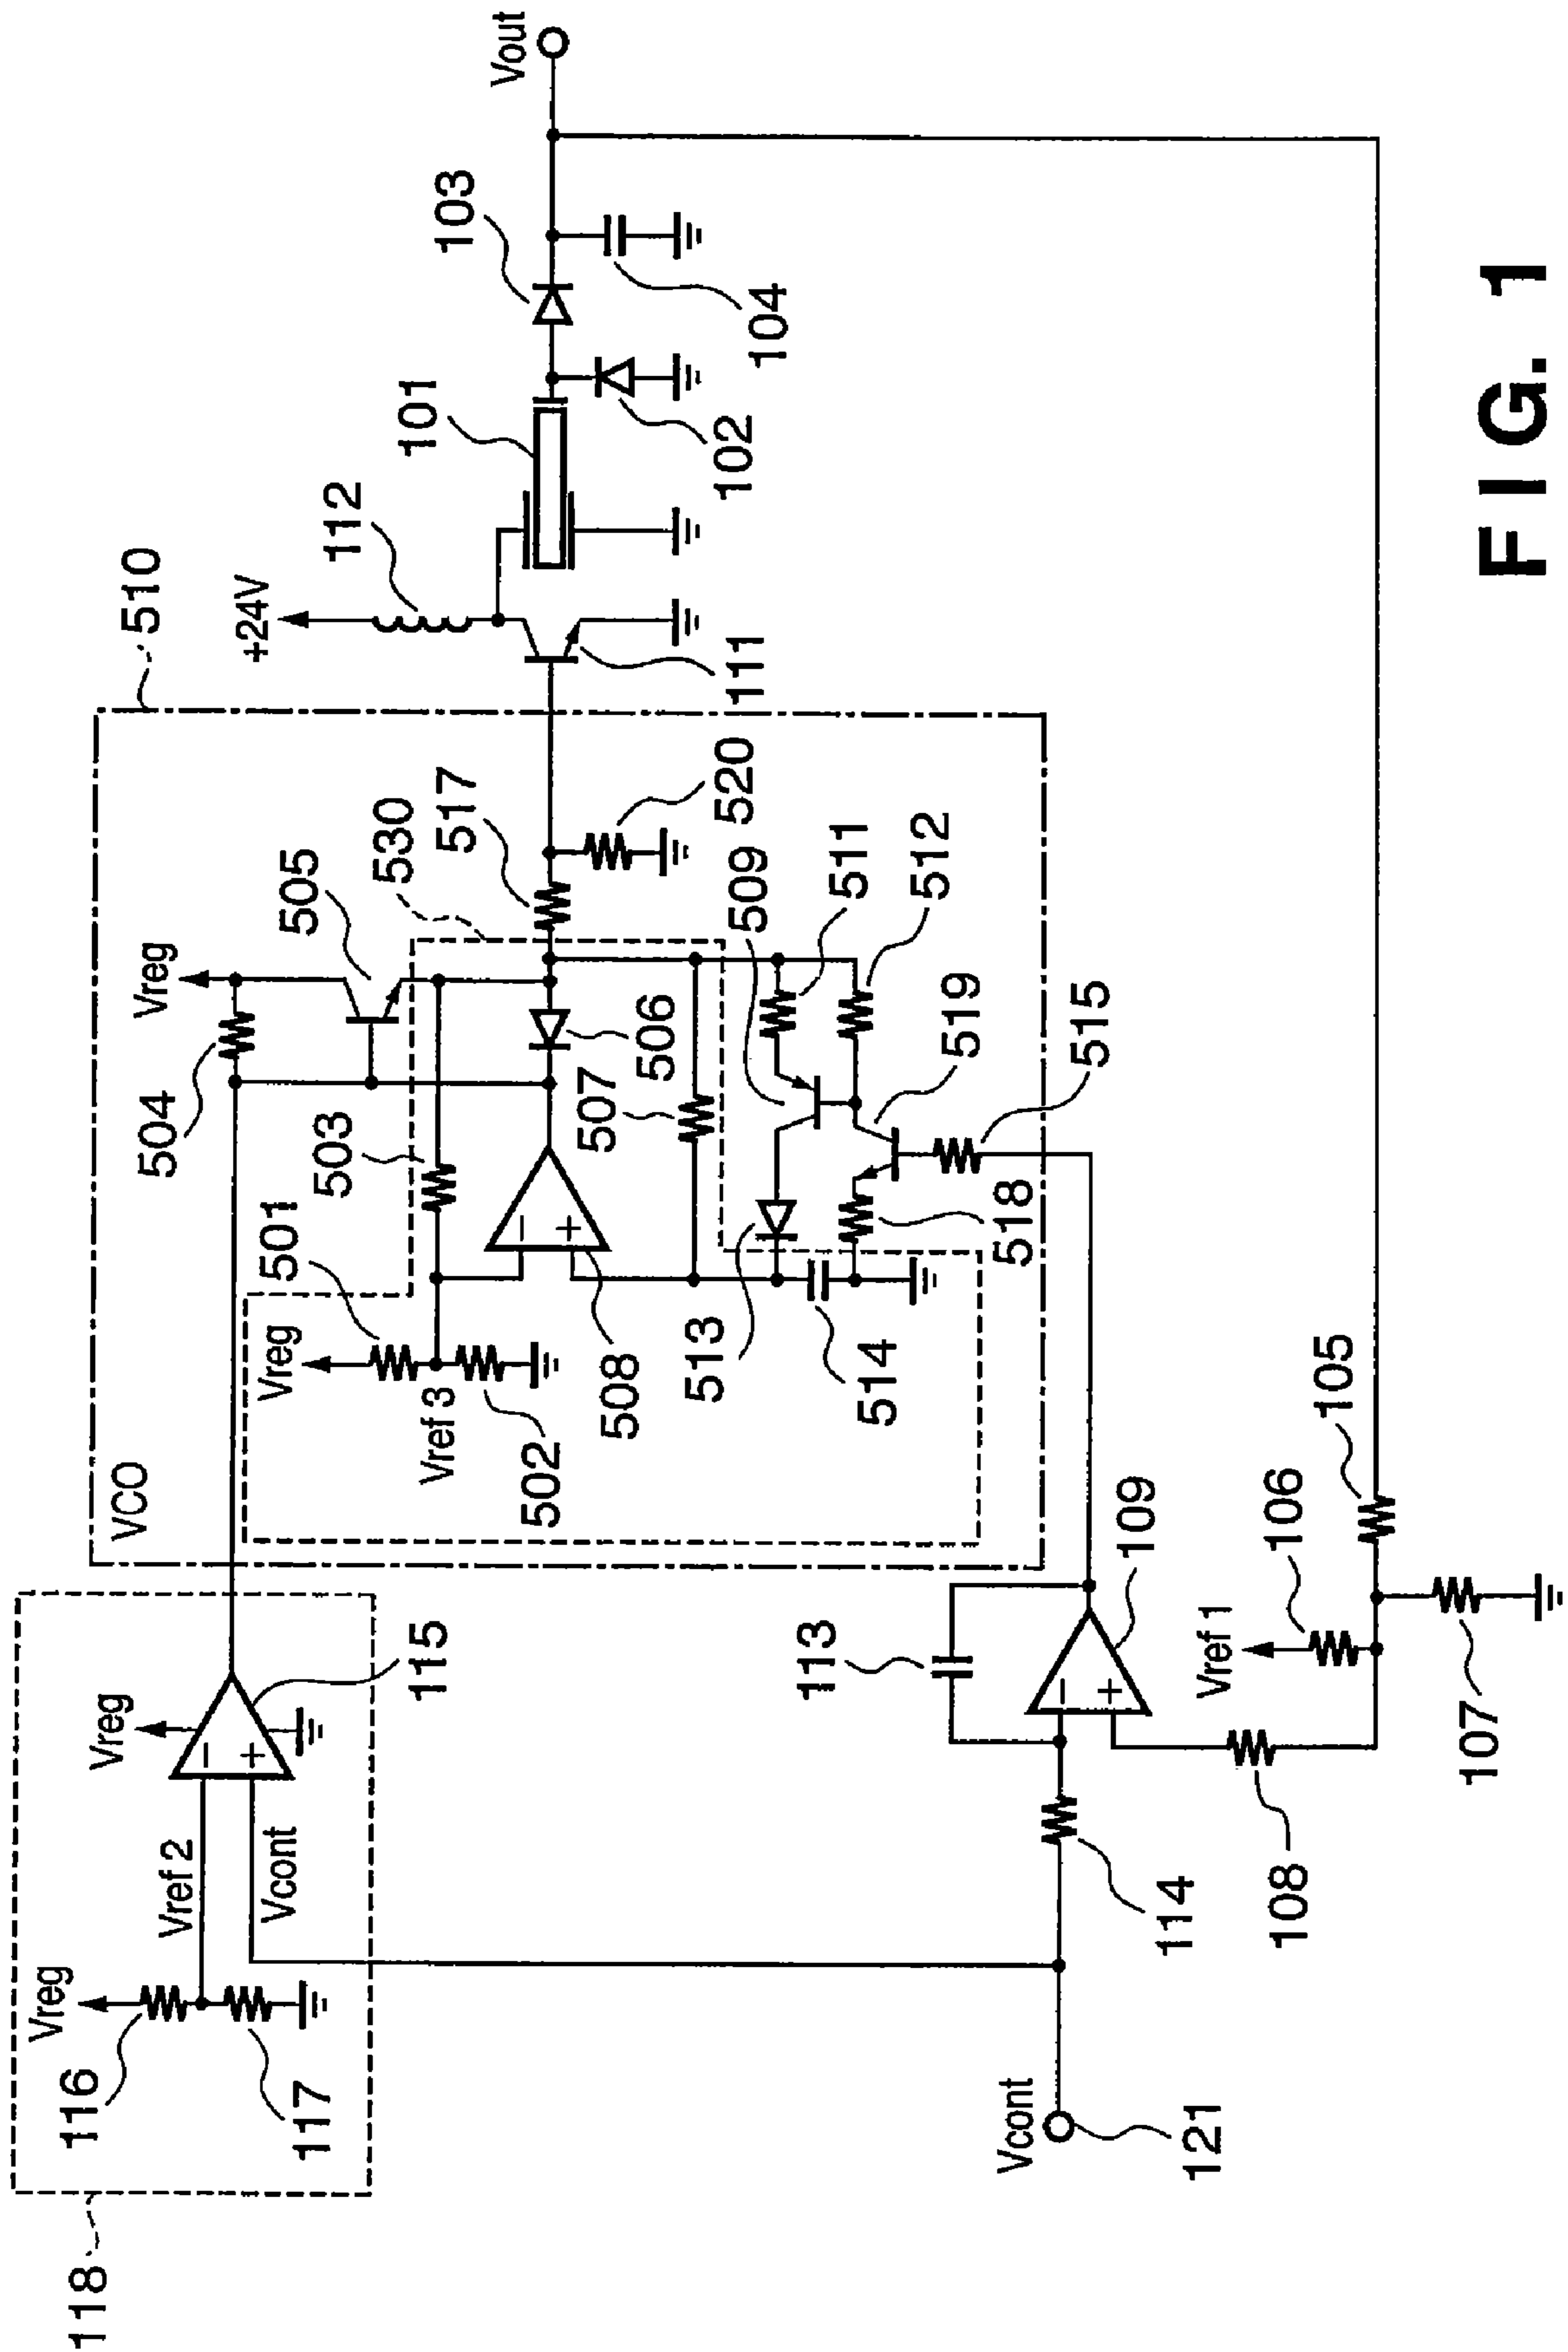 118
Vreg
116
117
Vref 2
Vcont
Vreg
115
VCO
510
Vreg
504
505
Vreg
501
503
530
517
520
Vref 3
502
508
506
507
509
511
512
513
514
518
519
515
+24V
112
111
101
102
103
104
Vout
Vcont
121
114
113
109
108
Vref 1
106
107
105
FIG. 1